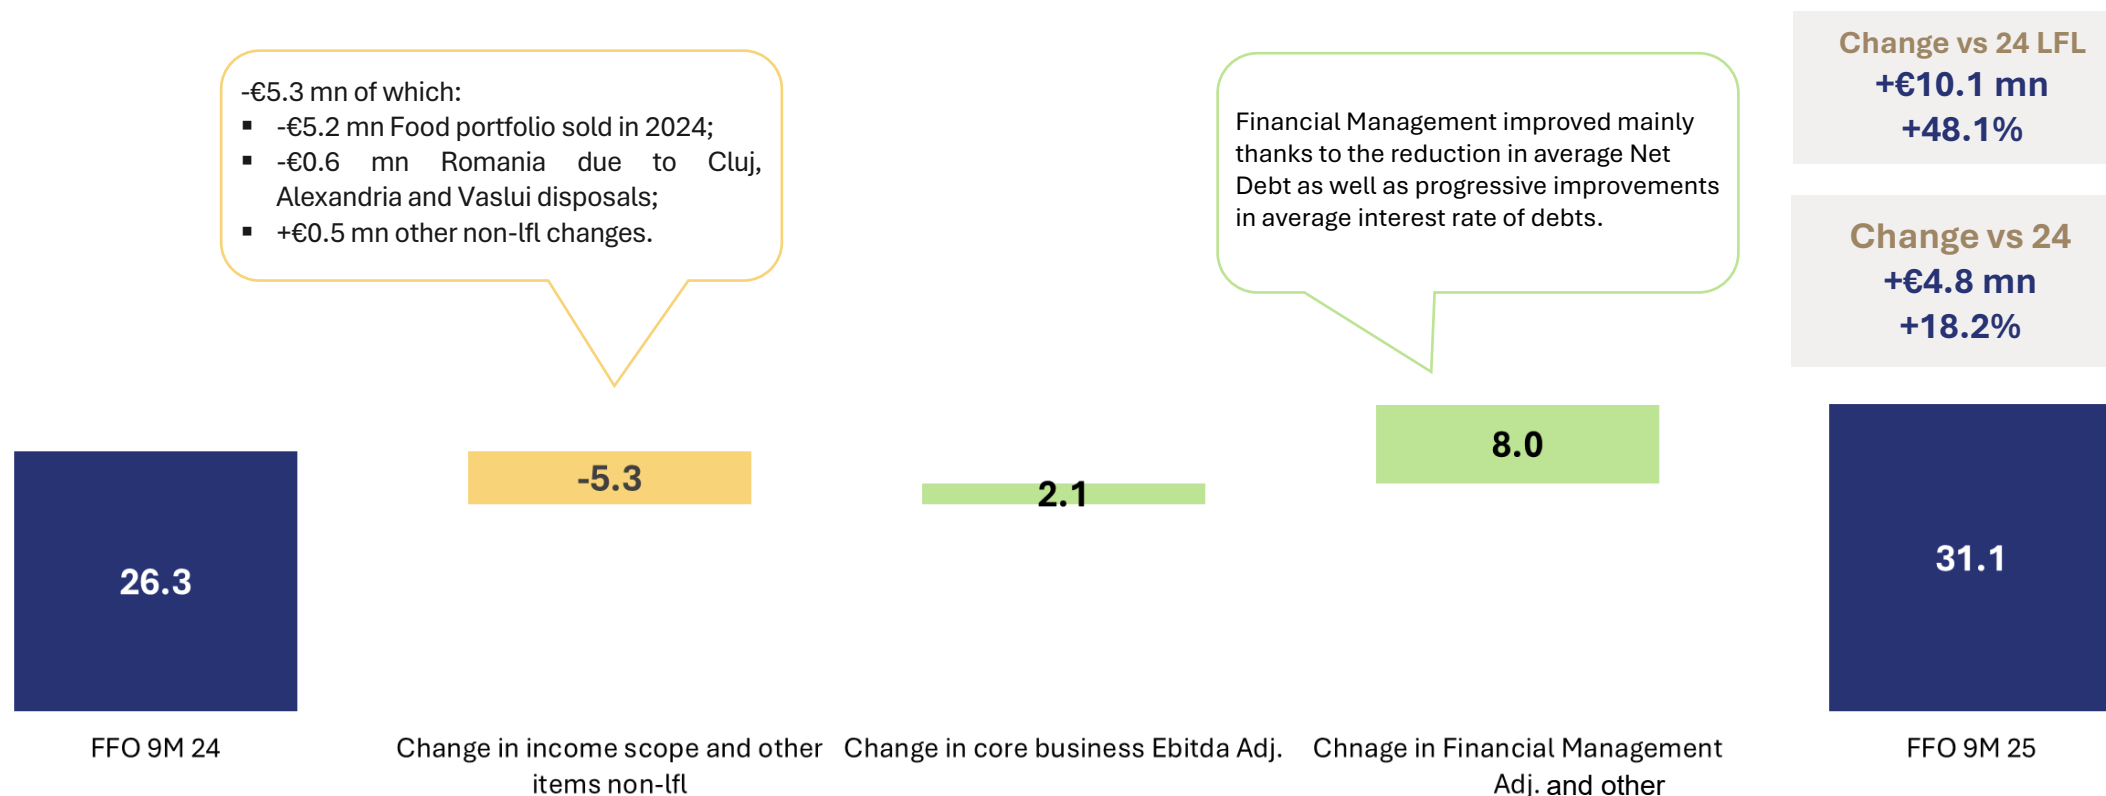 -€5.3 mn of which:
▪ -€5.2 mn Food portfolio sold in 2024;
▪ -€0.6 mn Romania due to Cluj,
Alexandria and Vaslui disposals;
▪ +€0.5 mn other non-lfl changes.
Financial Management improved mainly
thanks to the reduction in average Net
Debt as well as progressive improvements
in average interest rate of debts.
Change vs 24 LFL
+€10.1 mn
+48.1%
Change vs 24
+€4.8 mn
+18.2%
26.3
-5.3
2.1
8.0
31.1
FFO 9M 24
Change in income scope and other
items non-lfl
Change in core business Ebitda Adj.
Chnage in Financial Management
Adj. and other
FFO 9M 25